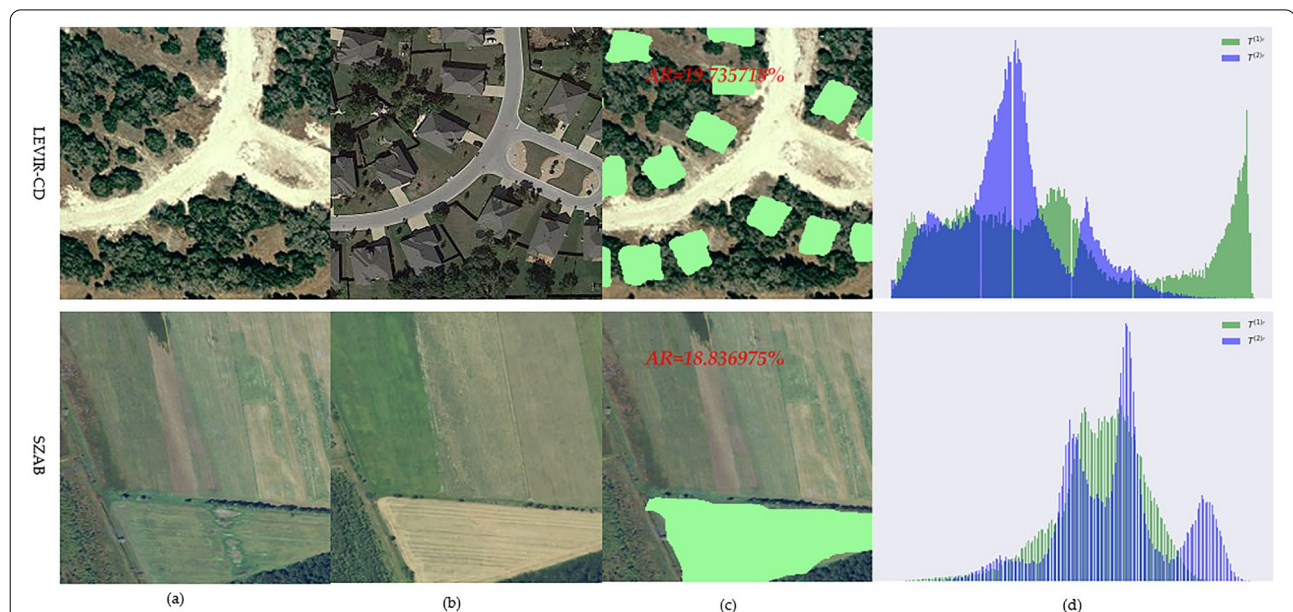 LEVIR-CD
AR=19.735718%
T⁽¹⁾ʳ
T⁽²⁾ʳ
SZAB
AR=18.836975%
T⁽¹⁾ʳ
T⁽²⁾ʳ
(a) (b) (c) (d)